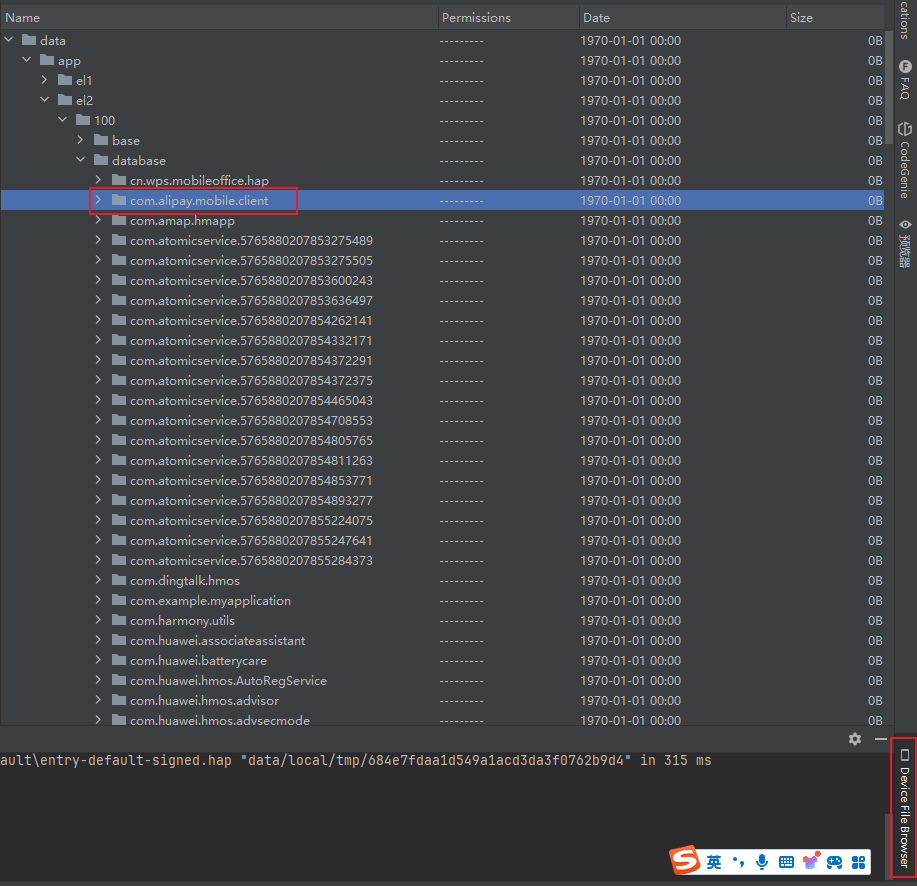 Name Permissions Date Size
data --------- 1970-01-01 00:00 0B
app --------- 1970-01-01 00:00 0B
el1 --------- 1970-01-01 00:00 0B
el2 --------- 1970-01-01 00:00 0B
100 --------- 1970-01-01 00:00 0B
base --------- 1970-01-01 00:00 0B
database --------- 1970-01-01 00:00 0B
cn.wps.mobileoffice.hap --------- 1970-01-01 00:00 0B
com.alipay.mobile.client --------- 1970-01-01 00:00 0B
com.amap.hmapp --------- 1970-01-01 00:00 0B
com.atomicservice.5765880207853275489 --------- 1970-01-01 00:00 0B
com.atomicservice.5765880207853275505 --------- 1970-01-01 00:00 0B
com.atomicservice.5765880207853600243 --------- 1970-01-01 00:00 0B
com.atomicservice.5765880207853636497 --------- 1970-01-01 00:00 0B
com.atomicservice.5765880207854262141 --------- 1970-01-01 00:00 0B
com.atomicservice.5765880207854332171 --------- 1970-01-01 00:00 0B
com.atomicservice.5765880207854372291 --------- 1970-01-01 00:00 0B
com.atomicservice.5765880207854372375 --------- 1970-01-01 00:00 0B
com.atomicservice.5765880207854465043 --------- 1970-01-01 00:00 0B
com.atomicservice.5765880207854708553 --------- 1970-01-01 00:00 0B
com.atomicservice.5765880207854805765 --------- 1970-01-01 00:00 0B
com.atomicservice.5765880207854811263 --------- 1970-01-01 00:00 0B
com.atomicservice.5765880207854853771 --------- 1970-01-01 00:00 0B
com.atomicservice.5765880207854893277 --------- 1970-01-01 00:00 0B
com.atomicservice.5765880207855224075 --------- 1970-01-01 00:00 0B
com.atomicservice.5765880207855247641 --------- 1970-01-01 00:00 0B
com.atomicservice.5765880207855284373 --------- 1970-01-01 00:00 0B
com.dingtalk.hmos --------- 1970-01-01 00:00 0B
com.example.myapplication --------- 1970-01-01 00:00 0B
com.harmony.utils --------- 1970-01-01 00:00 0B
com.huawei.associateassistant --------- 1970-01-01 00:00 0B
com.huawei.batterycare --------- 1970-01-01 00:00 0B
com.huawei.hmos.AutoRegService --------- 1970-01-01 00:00 0B
com.huawei.hmos.advisor --------- 1970-01-01 00:00 0B
com.huawei.hmos.advsecmode --------- 1970-01-01 00:00 0B
ault\entry-default-signed.hap "data/local/tmp/684e7fdaa1d549a1acd3da3f0762b9d4" in 315 ms
cations
FAQ
CodeGenie
预览器
Device File Browser
英